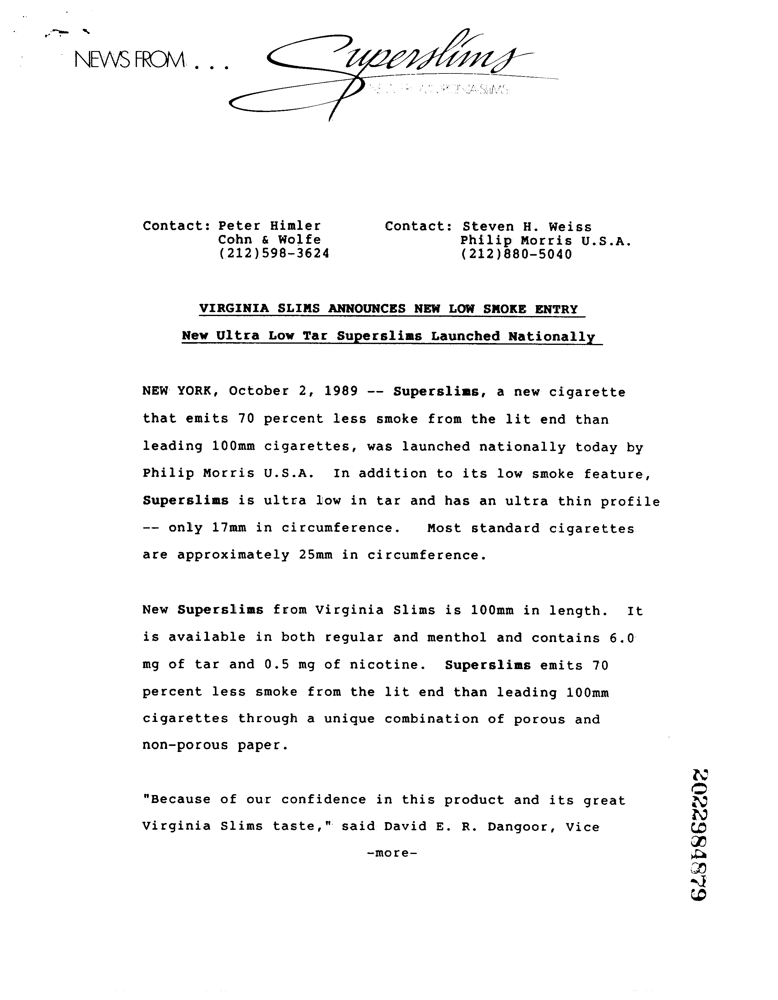 NEWS FROM . . . Superslims
Contact: Peter Himler Contact: Steven H. Weiss
Cohn & Wolfe Philip Morris U.S.A.
(212)598-3624 (212)880-5040
VIRGINIA SLIMS ANNOUNCES NEW LOW SMOKE ENTRY
New Ultra Low Tar Superslims Launched Nationally
NEW YORK, October 2, 1989 -- Superslims, a new cigarette
that emits 70 percent less smoke from the lit end than
leading 100mm cigarettes, was launched nationally today by
Philip Morris U.S.A. In addition to its low smoke feature,
Superslims is ultra low in tar and has an ultra thin profile
-- only 17mm in circumference. Most standard cigarettes
are approximately 25mm in circumference.
New Superslims from Virginia Slims is 100mm in length. It
is available in both regular and menthol and contains 6.0
mg of tar and 0.5 mg of nicotine. Superslims emits 70
percent less smoke from the lit end than leading 100mm
cigarettes through a unique combination of porous and
non-porous paper.
"Because of our confidence in this product and its great
Virginia Slims taste," said David E. R. Dangoor, Vice
-more-
2022984879